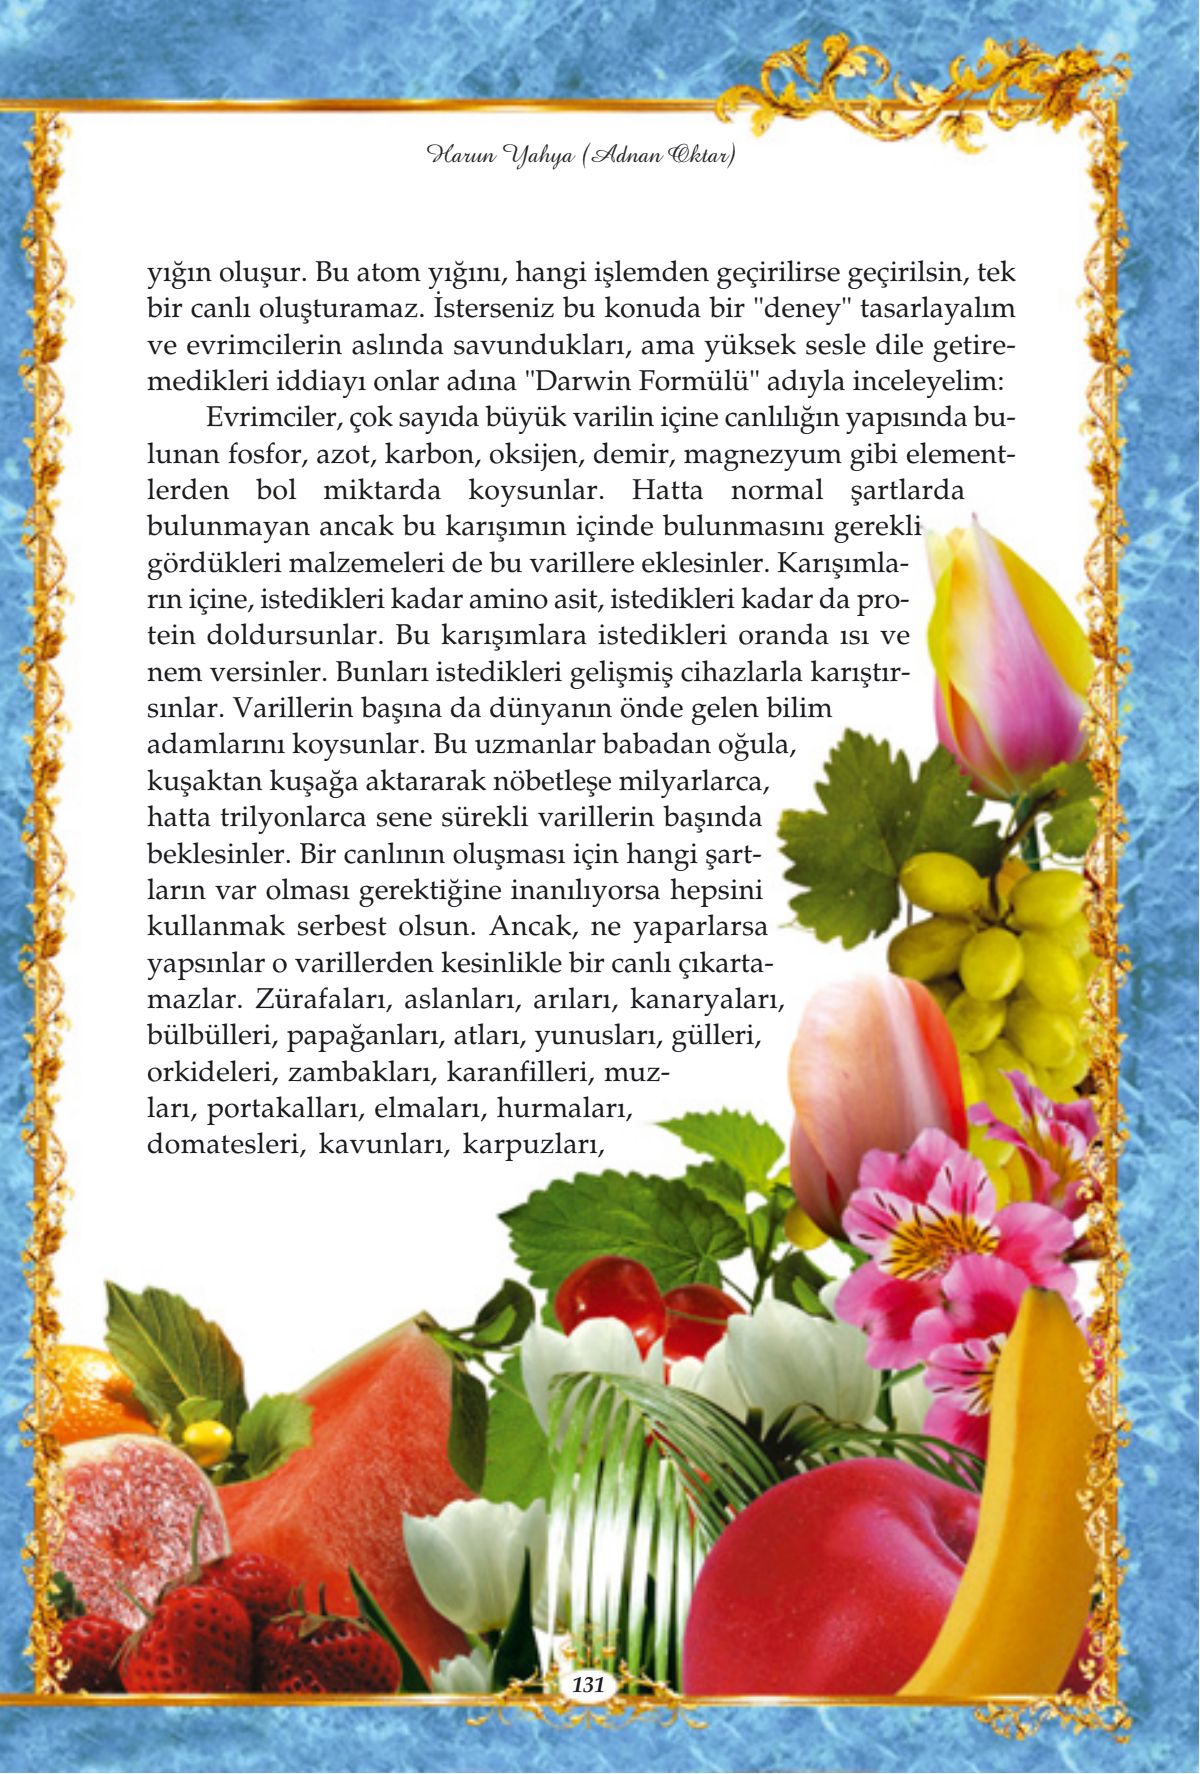 Harun Yahya (Adnan Oktar)
yığın oluşur. Bu atom yığını, hangi işlemden geçirilirse geçirilsin, tek
bir canlı oluşturamaz. İsterseniz bu konuda bir "deney" tasarlayalım
ve evrimcilerin aslında savundukları, ama yüksek sesle dile getire-
medikleri iddiayı onlar adına "Darwin Formülü" adıyla inceleyelim:
Evrimciler, çok sayıda büyük varilin içine canlılığın yapısında bu-
lunan fosfor, azot, karbon, oksijen, demir, magnezyum gibi element-
lerden bol miktarda koysunlar. Hatta normal şartlarda
bulunmayan ancak bu karışımın içinde bulunmasını gerekli
gördükleri malzemeleri de bu varillere eklesinler. Karışımla-
rın içine, istedikleri kadar amino asit, istedikleri kadar da pro-
tein doldursunlar. Bu karışımlara istedikleri oranda ısı ve
nem versinler. Bunları istedikleri gelişmiş cihazlarla karıştır-
sınlar. Varillerin başına da dünyanın önde gelen bilim
adamlarını koysunlar. Bu uzmanlar babadan oğula,
kuşaktan kuşağa aktararak nöbetleşe milyarlarca,
hatta trilyonlarca sene sürekli varillerin başında
beklesinler. Bir canlının oluşması için hangi şart-
ların var olması gerektiğine inanılıyorsa hepsini
kullanmak serbest olsun. Ancak, ne yaparlarsa
yapsınlar o varillerden kesinlikle bir canlı çıkarta-
mazlar. Zürafaları, aslanları, arıları, kanaryaları,
bülbülleri, papağanları, atları, yunusları, gülleri,
orkideleri, zambakları, karanfilleri, muz-
ları, portakalları, elmaları, hurmaları,
domatesleri, kavunları, karpuzları,
131